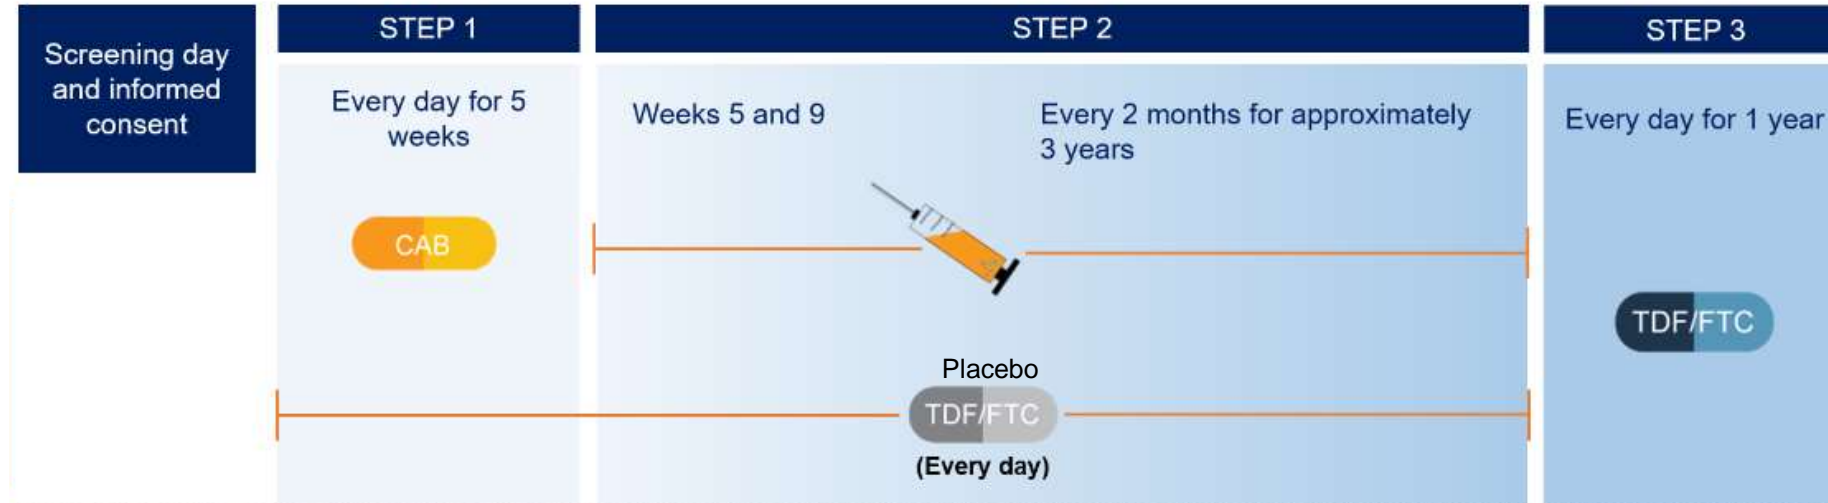 Screening day
and informed
consent
STEP 1
Every day for 5
weeks
CAB
STEP 2
Weeks 5 and 9
Every 2 months for approximately
3 years
Placebo
TDF/FTC
(Every day)
STEP 3
Every day for 1 year
TDF/FTC